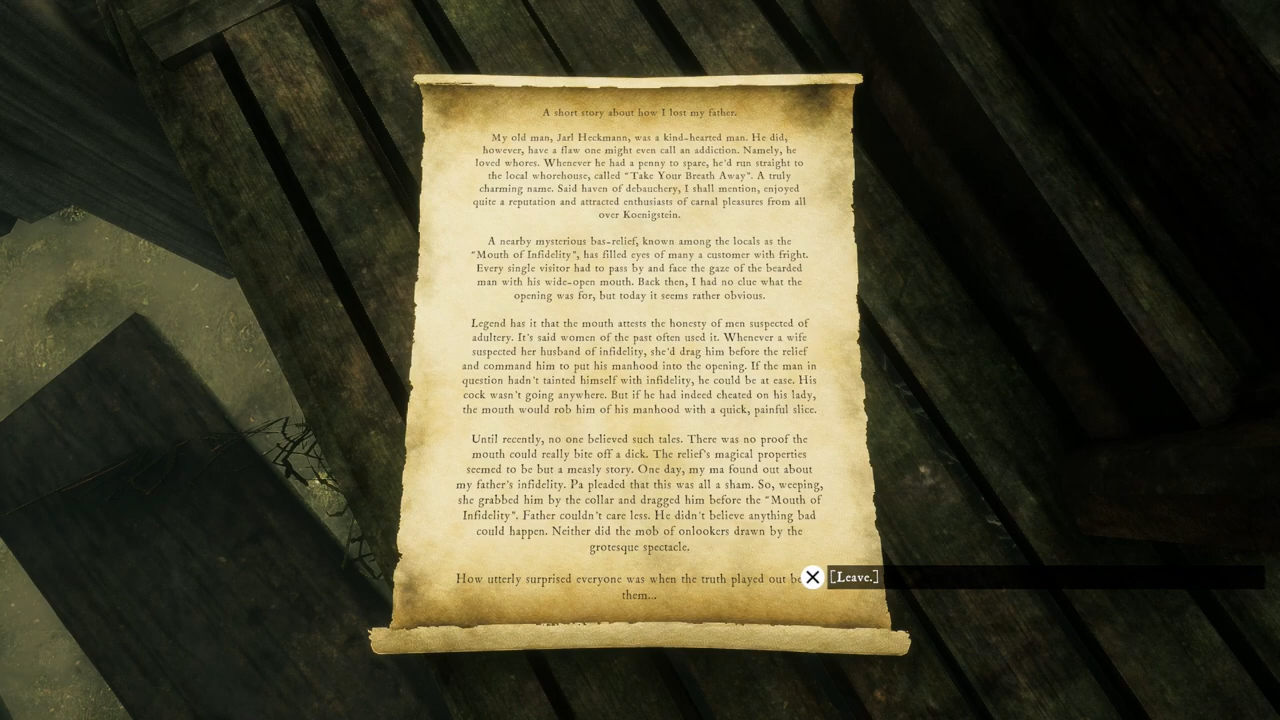 A short story about how I lost my father.
My old man, Jarl Heckmann, was a kind-hearted man. He did,
however, have a flaw one might even call an addiction. Namely, he
loved whores. Whenever he had a penny to spare, he'd run straight to
the local whorehouse, called "Take Your Breath Away". A truly
charming name. Said haven of debauchery, I shall mention, enjoyed
quite a reputation and attracted enthusiasts of carnal pleasures from all
over Koenigstein.
A nearby mysterious bas-relief, known among the locals as the
"Mouth of Infidelity", has filled eyes of many a customer with fright.
Every single visitor had to pass by and face the gaze of the bearded
man with his wide-open mouth. Back then, I had no clue what the
opening was for, but today it seems rather obvious.
Legend has it that the mouth attests the honesty of men suspected of
adultery. It's said women of the past often used it. Whenever a wife
suspected her husband of infidelity, she'd drag him before the relief
and command him to put his manhood into the opening. If the man in
question hadn't tainted himself with infidelity, he could be at ease. His
cock wasn't going anywhere. But if he had indeed cheated on his lady,
the mouth would rob him of his manhood with a quick, painful slice.
Until recently, no one believed such tales. There was no proof the
mouth could really bite off a dick. The relief's magical properties
seemed to be but a measly story. One day, my ma found out about
my father's infidelity. Pa pleaded that this was all a sham. So, weeping,
she grabbed him by the collar and dragged him before the "Mouth of
Infidelity". Father couldn't care less. He didn't believe anything bad
could happen. Neither did the mob of onlookers drawn by the
grotesque spectacle.
How utterly surprised everyone was when the truth played out
them...
[Leave.]